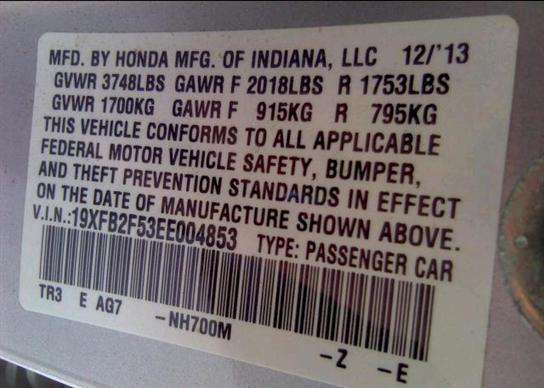 MFD. BY HONDA MFG. OF INDIANA, LLC 12/'13
GVWR 3748LBS GAWR F 2018LBS R 1753LBS
GVWR 1700KG GAWR F 915KG R 795KG
THIS VEHICLE CONFORMS TO ALL APPLICABLE
FEDERAL MOTOR VEHICLE SAFETY, BUMPER,
AND THEFT PREVENTION STANDARDS IN EFFECT
ON THE DATE OF MANUFACTURE SHOWN ABOVE.
V.I.N.:19XFB2F53EE004853 TYPE: PASSENGER CAR
TR3 E AG7 -NH700M -Z -E